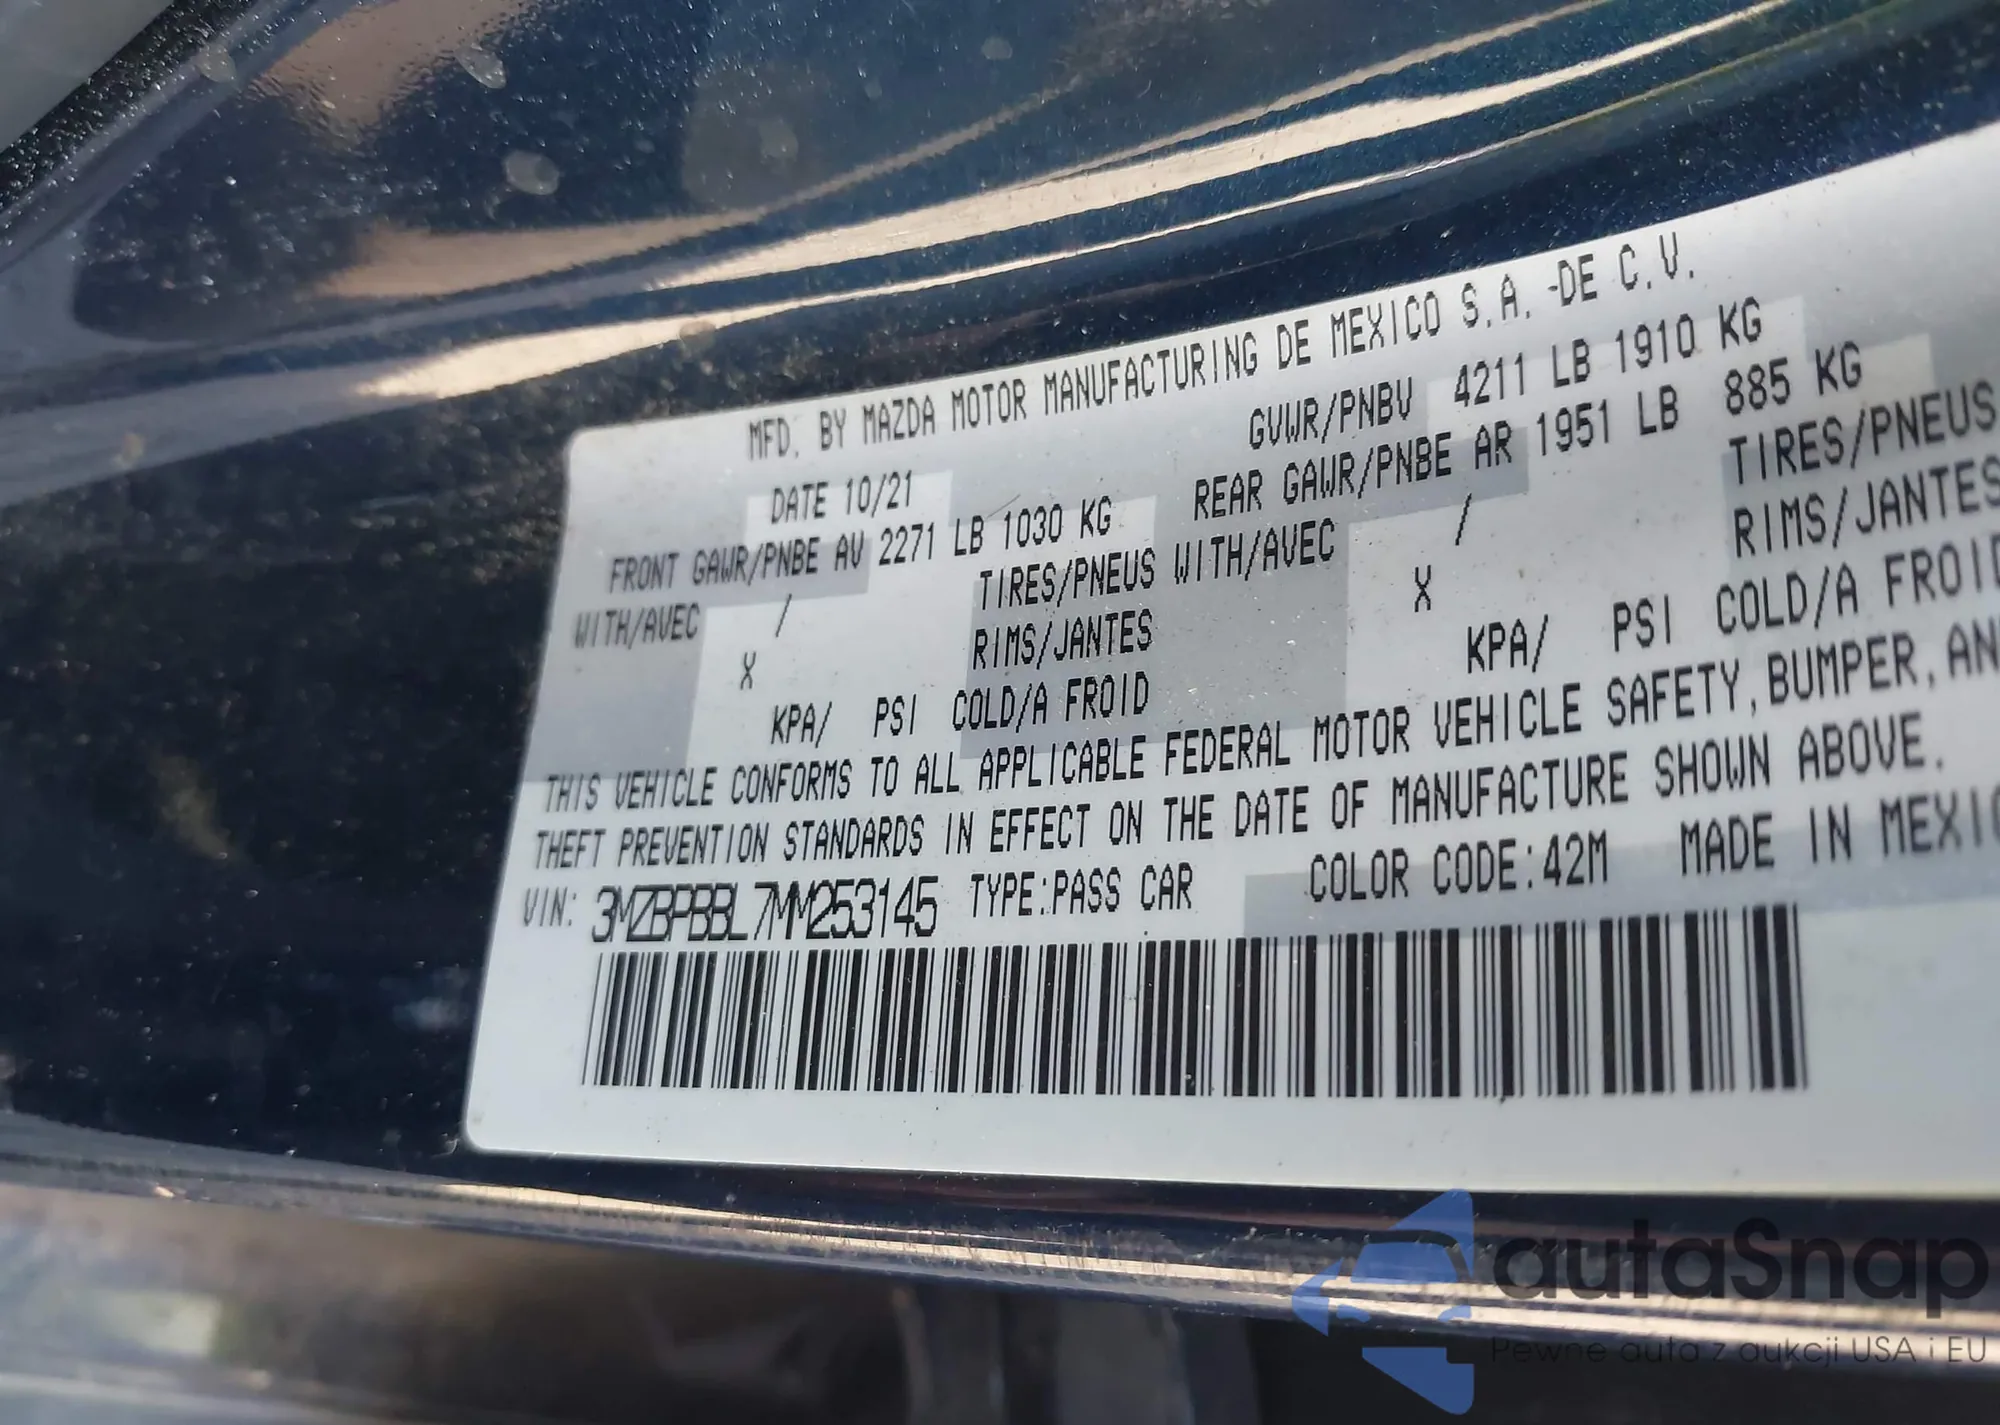 MFD. BY MAZDA MOTOR MANUFACTURING DE MEXICO S.A. -DE C.V.
DATE 10/21 GVWR/PNBV 4211 LB 1910 KG
FRONT GAWR/PNBE AV 2271 LB 1030 KG REAR GAWR/PNBE AR 1951 LB 885 KG
WITH/AVEC / TIRES/PNEUS WITH/AVEC / TIRES/PNEUS
X RIMS/JANTES X RIMS/JANTES
KPA/ PSI COLD/A FROID KPA/ PSI COLD/A FROID
THIS VEHICLE CONFORMS TO ALL APPLICABLE FEDERAL MOTOR VEHICLE SAFETY, BUMPER, AN
THEFT PREVENTION STANDARDS IN EFFECT ON THE DATE OF MANUFACTURE SHOWN ABOVE.
VIN: 3MZBPBBL7MM253145 TYPE:PASS CAR COLOR CODE:42M MADE IN MEXIC
autaSnap
Pewne auta z aukcji USA i EU